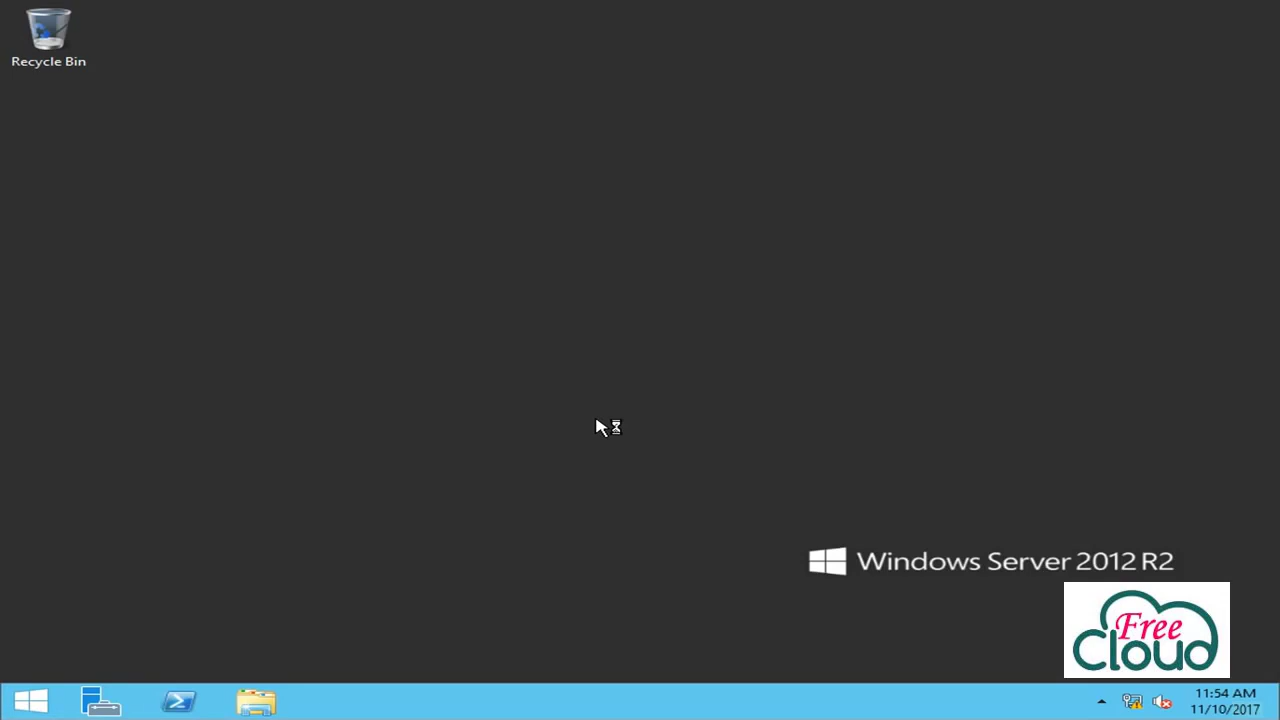 Recycle Bin
Windows Server 2012 R2
Free
Cloud
11:54 AM
11/10/2017